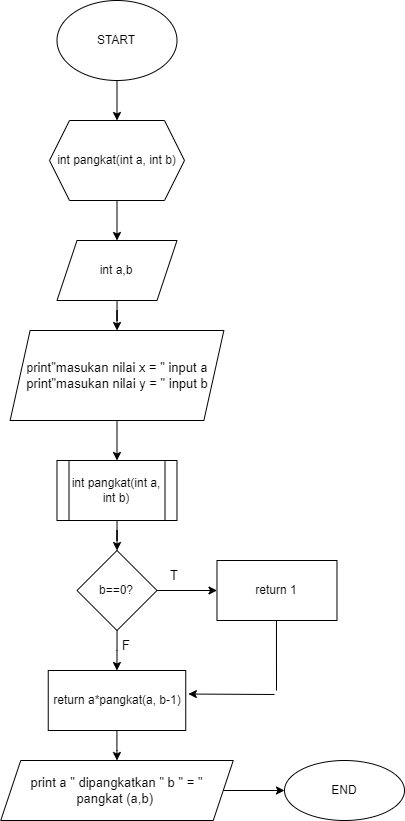 START
int pangkat(int a, int b)
int a,b
print"masukan nilai x = " input a
print"masukan nilai y = " input b
int pangkat(int a,
int b)
b==0?
T
return 1
F
return a*pangkat(a, b-1)
print a " dipangkatkan " b " = "
pangkat (a,b)
END